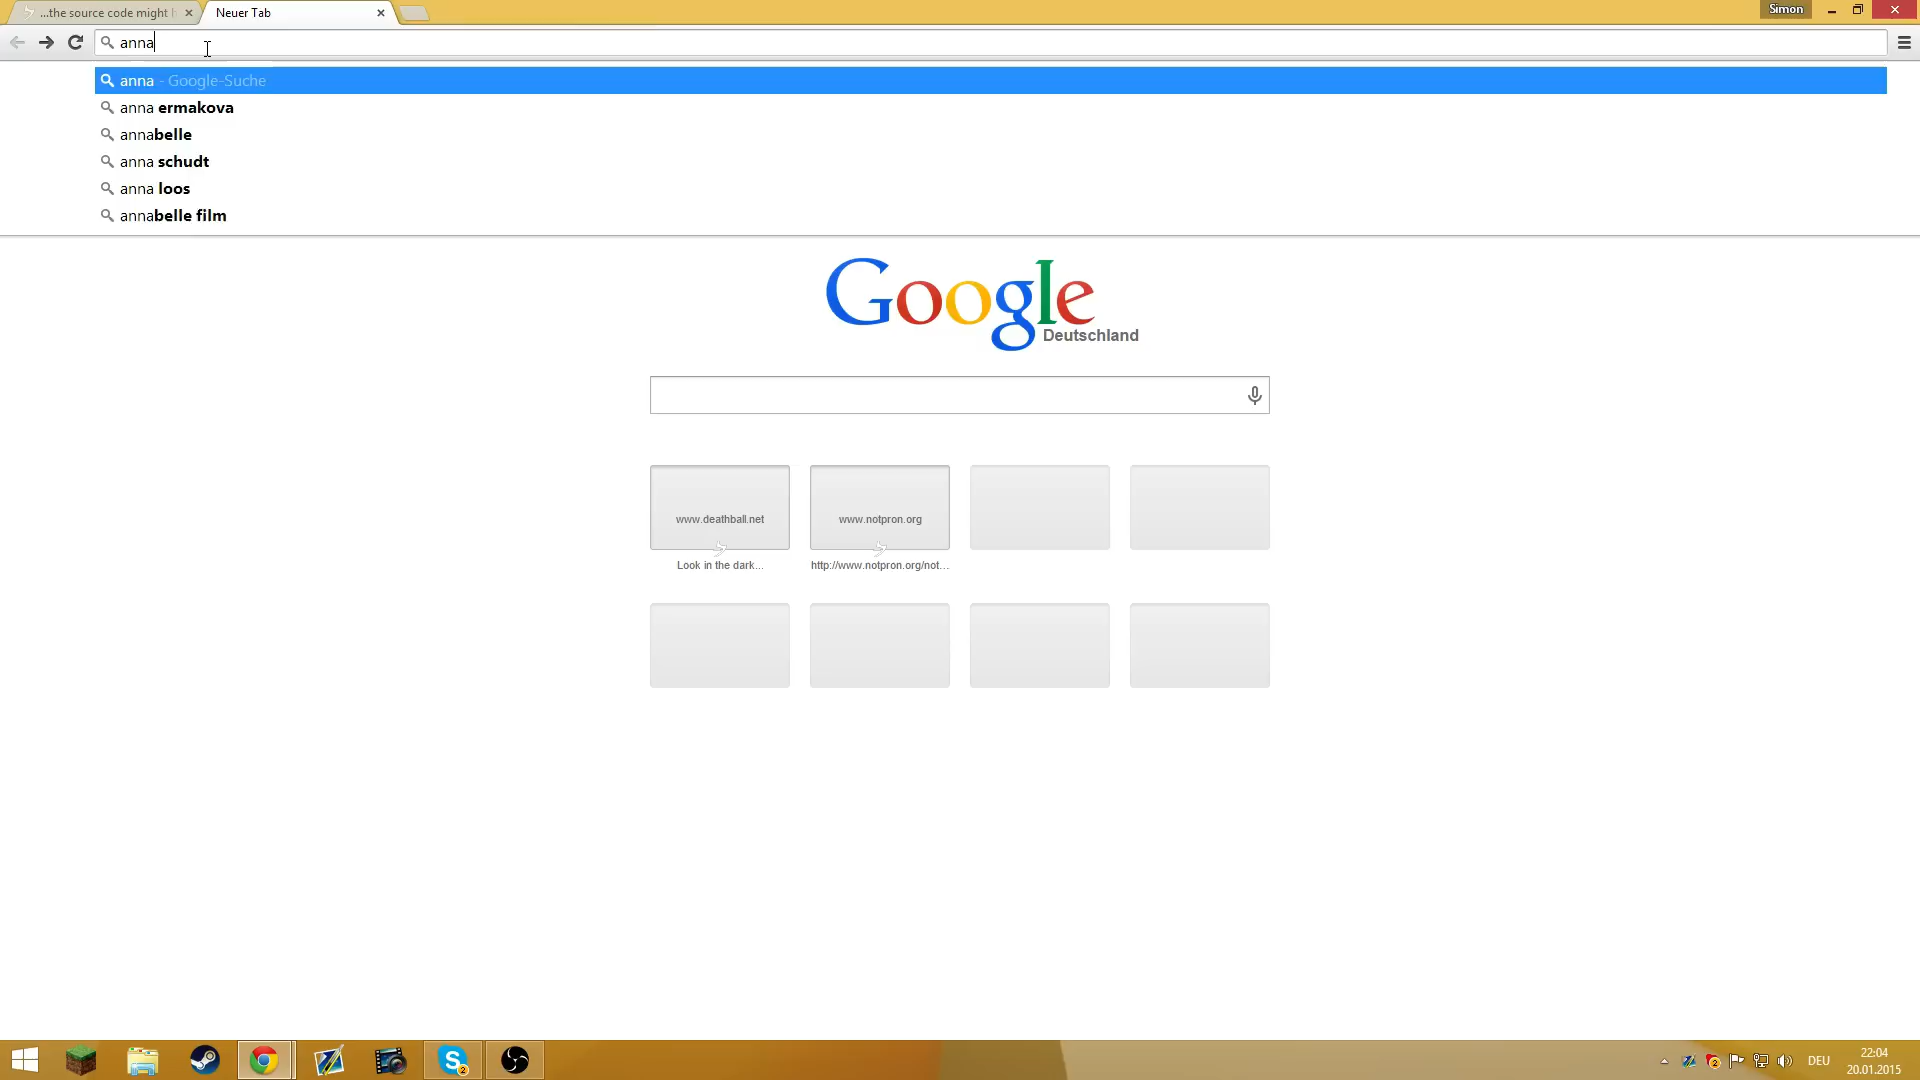 ...the source code might
Neuer Tab
Simon
anna
anna - Google-Suche
anna ermakova
annabelle
anna schudt
anna loos
annabelle film
Google
Deutschland
www.deathball.net
www.notpron.org
Look in the dark...
http://www.notpron.org/not...
2
2
DEU
22:04
20.01.2015